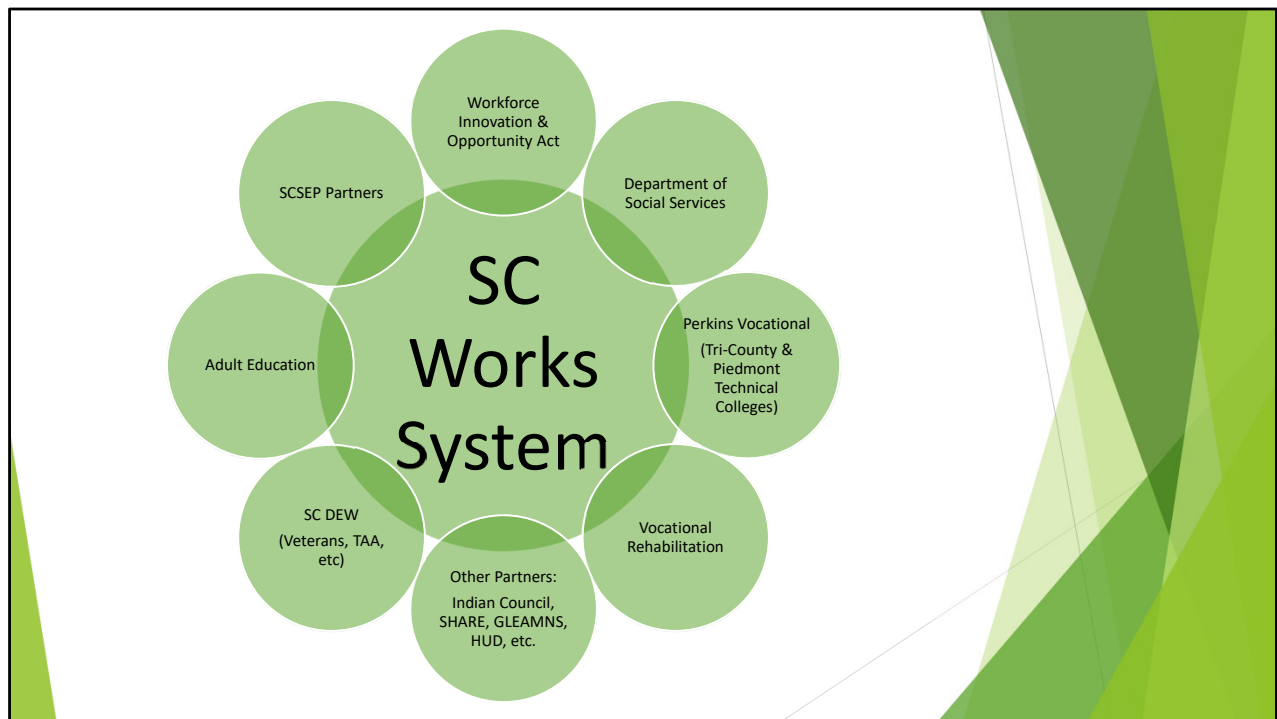 Workforce
Innovation &
Opportunity Act
Department of
Social Services
Perkins Vocational
(Tri-County &
Piedmont
Technical
Colleges)
Vocational
Rehabilitation
Other Partners:
Indian Council,
SHARE, GLEAMNS,
HUD, etc.
SC DEW
(Veterans, TAA,
etc)
Adult Education
SCSEP Partners
SC
Works
System